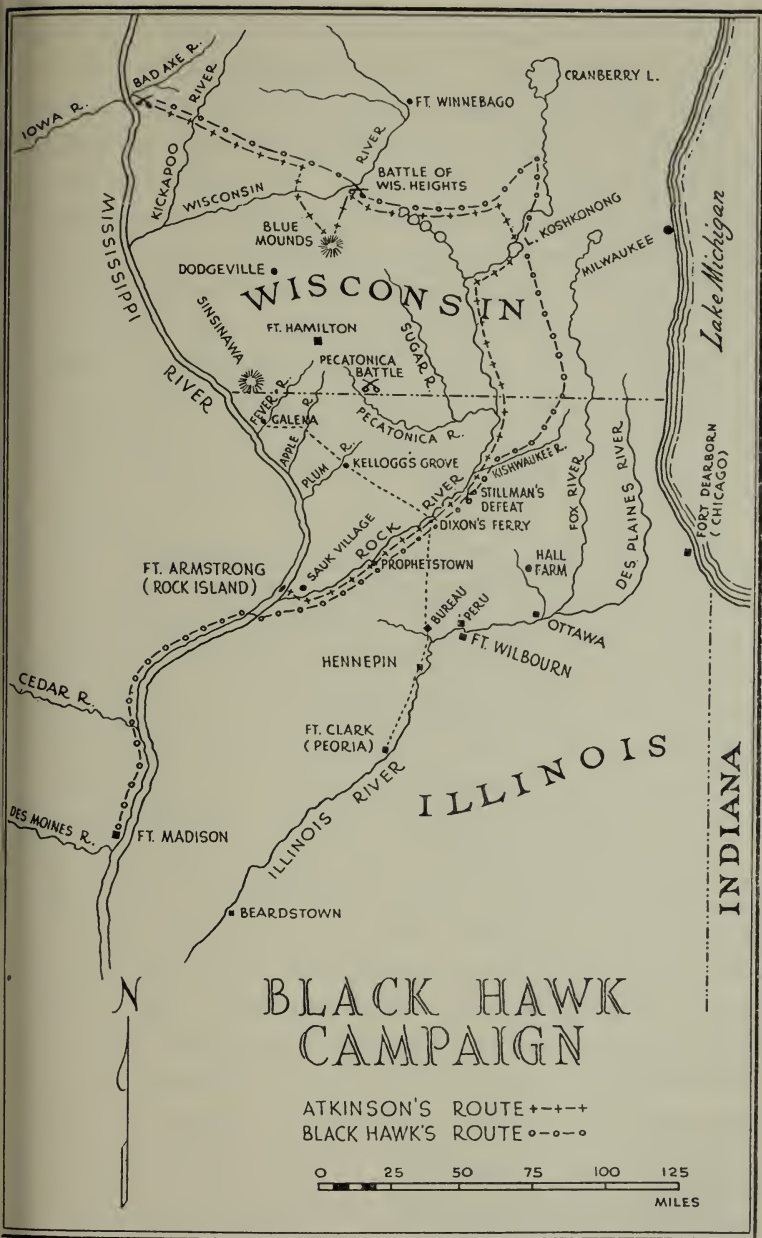 BAD AXE R.
IOWA R.
KICKAPOO
RIVER
CRANBERRY L.
FT. WINNEBAGO
RIVER
BATTLE OF
WIS. HEIGHTS
WISCONSIN
MISSISSIPPI
RIVER
BLUE
MOUNDS
L. KOSHKONONG
MILWAUKEE
Lake Michigan
DODGEVILLE
WISCONSIN
SINSINAWA
FT. HAMILTON
SUGAR R.
PECATONICA
BATTLE
FEVER R.
GALENA
APPLE R.
PECATONICA R.
PLUM R.
KELLOGG'S GROVE
KISHWAUKEE R.
STILLMAN'S
DEFEAT
DIXON'S FERRY
ROCK RIVER
FOX RIVER
DES PLAINES RIVER
FORT DEARBORN
(CHICAGO)
SAUK VILLAGE
FT. ARMSTRONG
(ROCK ISLAND)
PROPHETSTOWN
HALL
FARM
BUREAU
PERU
OTTAWA
FT. WILBOURN
HENNEPIN
CEDAR R.
FT. CLARK
(PEORIA)
ILLINOIS
INDIANA
ILLINOIS RIVER
DES MOINES R.
FT. MADISON
BEARDSTOWN
N
BLACK HAWK
CAMPAIGN
ATKINSON'S ROUTE +-+-+
BLACK HAWK'S ROUTE o-o-o
0 25 50 75 100 125
MILES